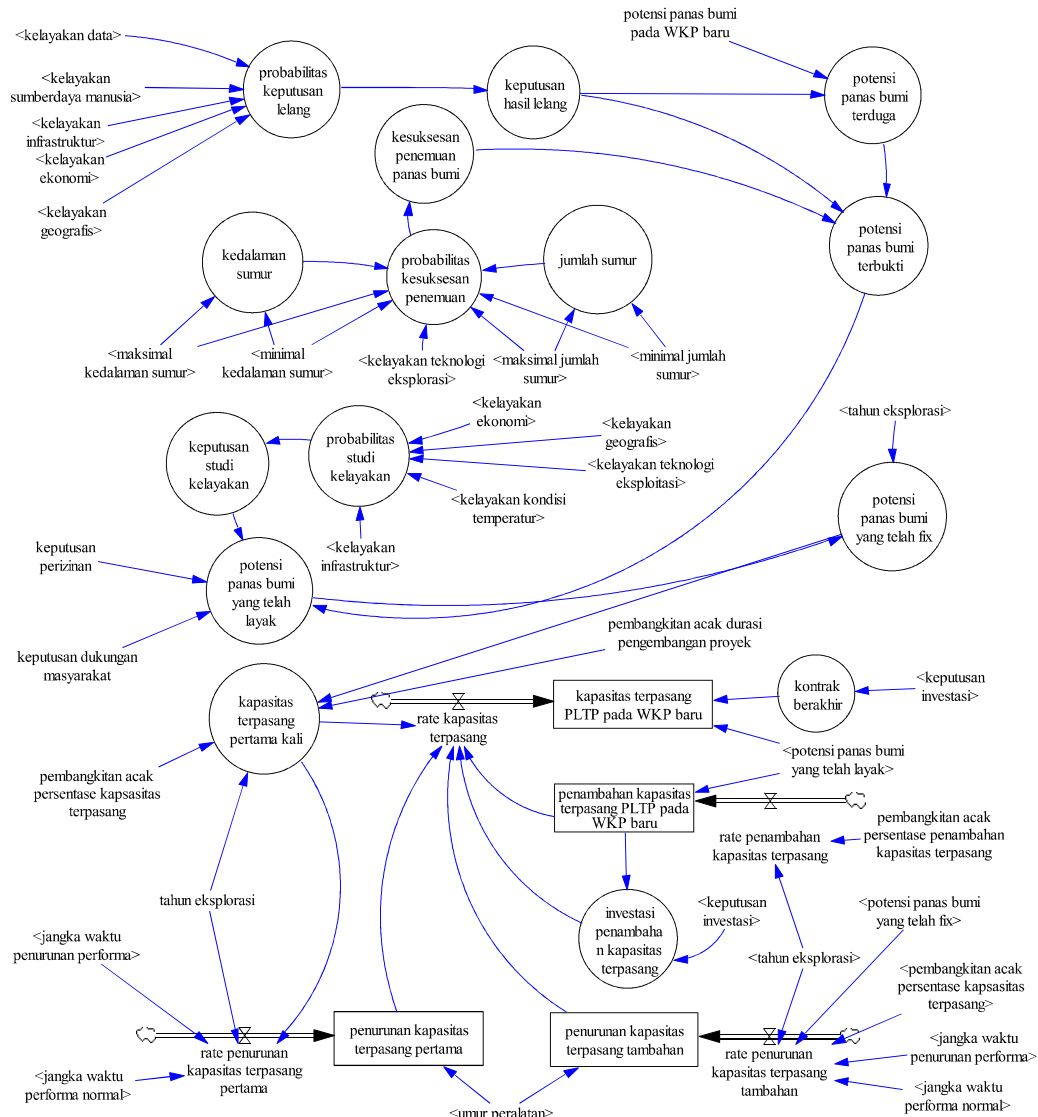 potensi panas bumi
pada WKP baru
<kelayakan data>
probabilitas
keputusan
lelang
keputusan
hasil lelang
potensi
panas bumi
terduga
<kelayakan
sumberdaya manusia>
<kelayakan
infrastruktur>
<kelayakan
ekonomi>
<kelayakan
geografis>
kesuksesan
penemuan
panas bumi
potensi
panas bumi
terbukti
kedalaman
sumur
probabilitas
kesuksesan
penemuan
jumlah sumur
<maksimal
kedalaman sumur>
<minimal
kedalaman sumur>
<kelayakan teknologi
eksplorasi>
<maksimal jumlah
sumur>
<minimal jumlah
sumur>
keputusan
studi
kelayakan
probabilitas
studi
kelayakan
<kelayakan
ekonomi>
<kelayakan
geografis>
<kelayakan teknologi
eksploitasi>
<kelayakan kondisi
temperatur>
<kelayakan
infrastruktur>
<tahun eksplorasi>
potensi
panas bumi
yang telah fix
keputusan
perizinan
potensi
panas bumi
yang telah
layak
keputusan dukungan
masyarakat
pembangkitan acak durasi
pengembangan proyek
kapasitas
terpasang
pertama kali
rate kapasitas
terpasang
kapasitas terpasang
PLTP pada WKP baru
kontrak
berakhir
<keputusan
investasi>
<potensi panas bumi
yang telah layak>
pembangkitan acak
persentase kapsasitas
terpasang
penambahan kapasitas
terpasang PLTP pada
WKP baru
rate penambahan
kapasitas terpasang
pembangkitan acak
persentase penambahan
kapasitas terpasang
tahun eksplorasi
investasi
penambaha
n kapasitas
terpasang
<keputusan
investasi>
<potensi panas bumi
yang telah fix>
<tahun eksplorasi>
<jangka waktu
penurunan performa>
<pembangkitan acak
persentase kapsasitas
terpasang>
penurunan kapasitas
terpasang pertama
penurunan kapasitas
terpasang tambahan
rate penurunan
kapasitas terpasang
pertama
rate penurunan
kapasitas terpasang
tambahan
<jangka waktu
penurunan performa>
<jangka waktu
performa normal>
<jangka waktu
performa normal>
<umur peralatan>